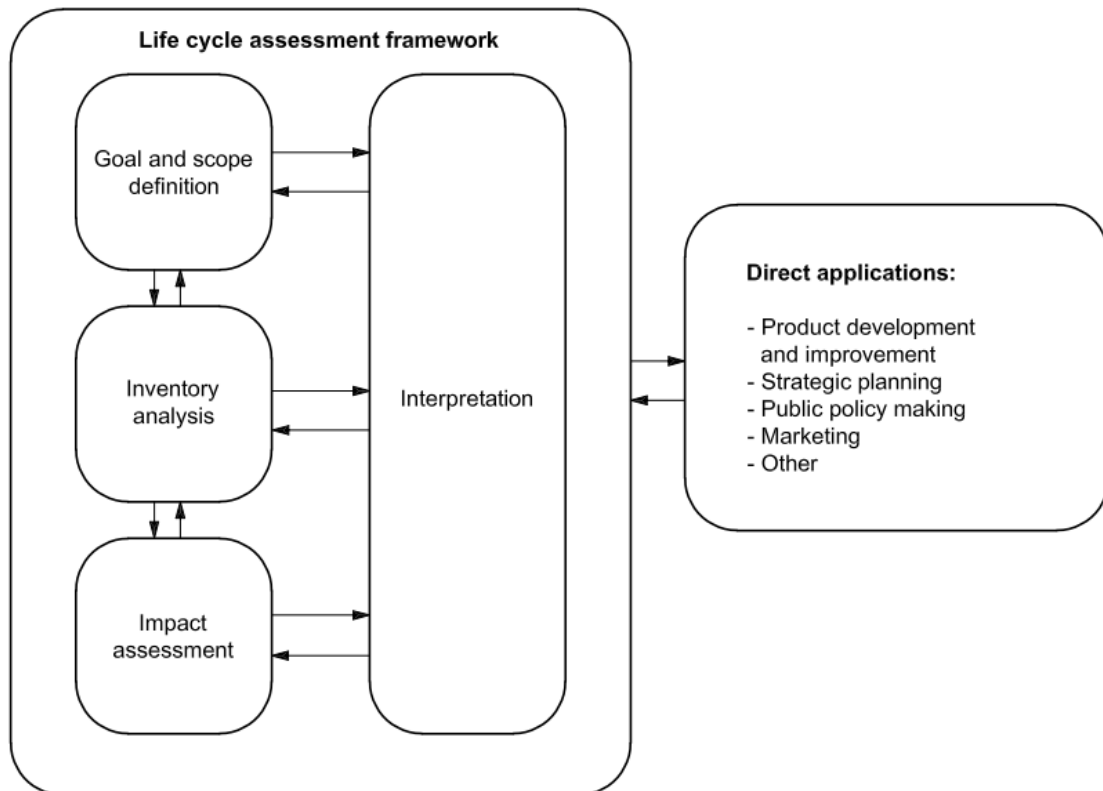 Life cycle assessment framework
Goal and scope
definition
Inventory
analysis
Impact
assessment
Interpretation
Direct applications:
- Product development
and improvement
- Strategic planning
- Public policy making
- Marketing
- Other